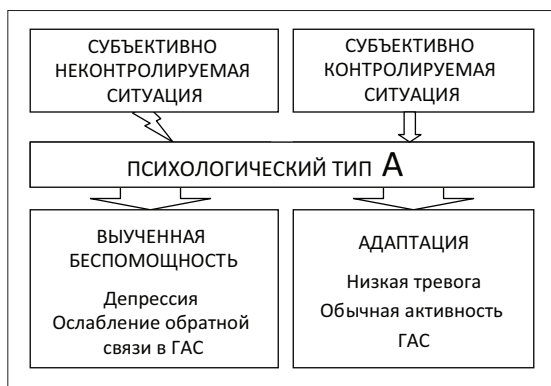 СУБЪЕКТИВНО
НЕКОНТРОЛИРУЕМАЯ
СИТУАЦИЯ
СУБЪЕКТИВНО
КОНТРОЛИРУЕМАЯ
СИТУАЦИЯ
ПСИХОЛОГИЧЕСКИЙ ТИП А
ВЫУЧЕННАЯ
БЕСПОМОЩНОСТЬ
Депрессия
Ослабление обратной
связи в ГАС
АДАПТАЦИЯ
Низкая тревога
Обычная активность
ГАС